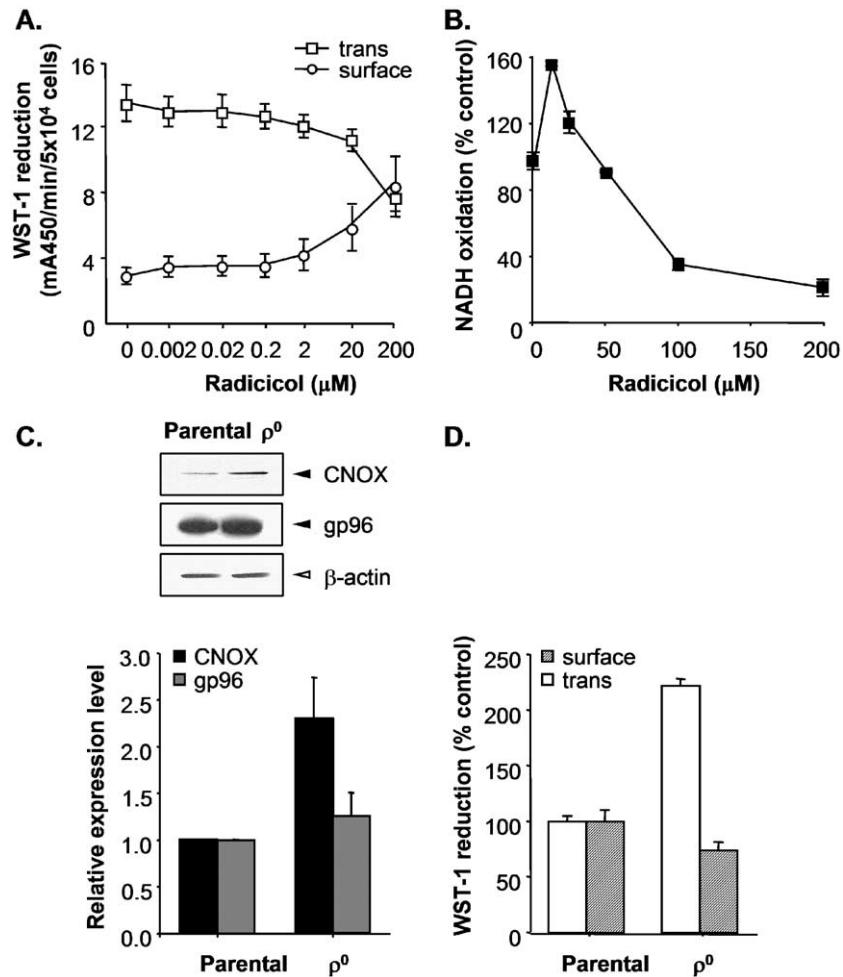 A.
trans
surface
WST-1 reduction
(mA450/min/5x10⁴ cells)
16
12
8
4
0
0 0.002 0.02 0.2 2 20 200
Radicicol (μM)
B.
NADH oxidation (% control)
160
120
80
40
0
0 50 100 150 200
Radicicol (μM)
C.
Parental ρ⁰
CNOX
gp96
β-actin
CNOX
gp96
Relative expression level
3.0
2.5
2.0
1.5
1.0
0.5
0.0
Parental ρ⁰
D.
surface
trans
WST-1 reduction (% control)
250
200
150
100
50
0
Parental ρ⁰